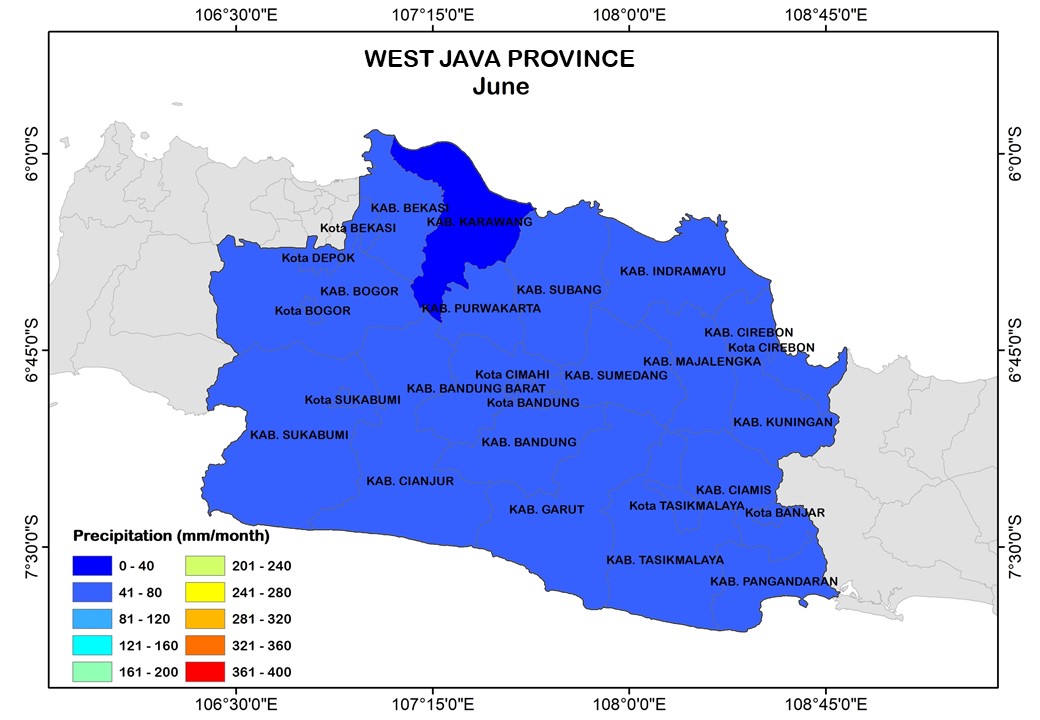 106°30'0"E 107°15'0"E 108°0'0"E 108°45'0"E
WEST JAVA PROVINCE
June
6°0'0"S
6°0'0"S
KAB. BEKASI
KAB. KARAWANG
Kota BEKASI
Kota DEPOK
KAB. INDRAMAYU
KAB. BOGOR
KAB. SUBANG
Kota BOGOR
KAB. PURWAKARTA
KAB. CIREBON
Kota CIREBON
6°45'0"S
6°45'0"S
KAB. MAJALENGKA
Kota CIMAHI
KAB. SUMEDANG
KAB. BANDUNG BARAT
Kota SUKABUMI
Kota BANDUNG
KAB. KUNINGAN
KAB. SUKABUMI
KAB. BANDUNG
KAB. CIANJUR
KAB. CIAMIS
Kota TASIKMALAYA
KAB. GARUT
Kota BANJAR
7°30'0"S
7°30'0"S
KAB. TASIKMALAYA
KAB. PANGANDARAN
Precipitation (mm/month)
0 - 40 201 - 240
41 - 80 241 - 280
81 - 120 281 - 320
121 - 160 321 - 360
161 - 200 361 - 400
106°30'0"E 107°15'0"E 108°0'0"E 108°45'0"E